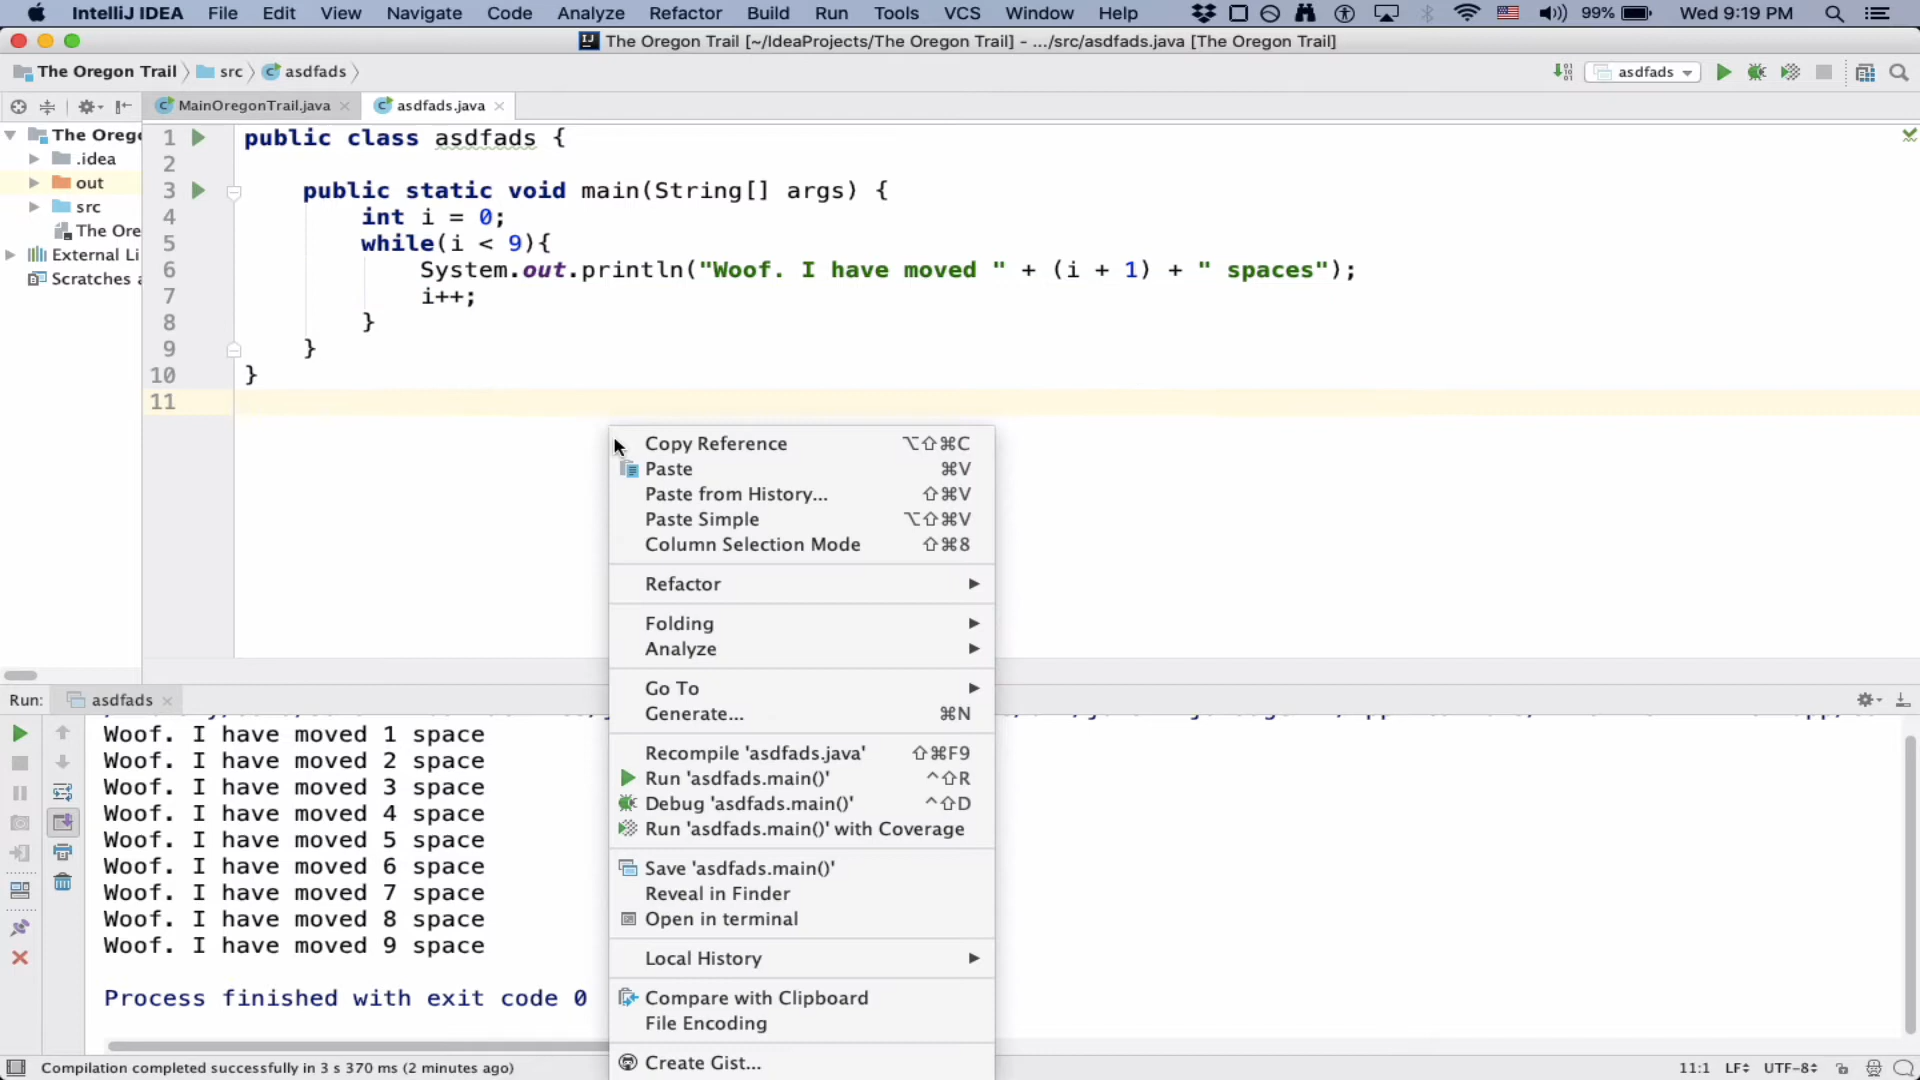 IntelliJ IDEA File Edit View Navigate Code Analyze Refactor Build Run Tools VCS Window Help 99% Wed 9:19 PM
The Oregon Trail [~/IdeaProjects/The Oregon Trail] - .../src/asdfads.java [The Oregon Trail]
The Oregon Trail src asdfads asdfads
MainOregonTrail.java asdfads.java
The Orego
.idea
out
src
The Ore
External Li
Scratches a
1 public class asdfads {
2
3 public static void main(String[] args) {
4 int i = 0;
5 while(i < 9){
6 System.out.println("Woof. I have moved " + (i + 1) + " spaces");
7 i++;
8 }
9 }
10 }
11
Copy Reference ⌥⇧⌘C
Paste ⌘V
Paste from History... ⇧⌘V
Paste Simple ⌥⇧⌘V
Column Selection Mode ⇧⌘8
Refactor
Folding
Analyze
Go To
Generate... ⌘N
Recompile 'asdfads.java' ⇧⌘F9
Run 'asdfads.main()' ^⇧R
Debug 'asdfads.main()' ^⇧D
Run 'asdfads.main()' with Coverage
Save 'asdfads.main()'
Reveal in Finder
Open in terminal
Local History
Compare with Clipboard
File Encoding
Create Gist...
Run: asdfads
Woof. I have moved 1 space
Woof. I have moved 2 space
Woof. I have moved 3 space
Woof. I have moved 4 space
Woof. I have moved 5 space
Woof. I have moved 6 space
Woof. I have moved 7 space
Woof. I have moved 8 space
Woof. I have moved 9 space
Process finished with exit code 0
Compilation completed successfully in 3 s 370 ms (2 minutes ago) 11:1 LF UTF-8